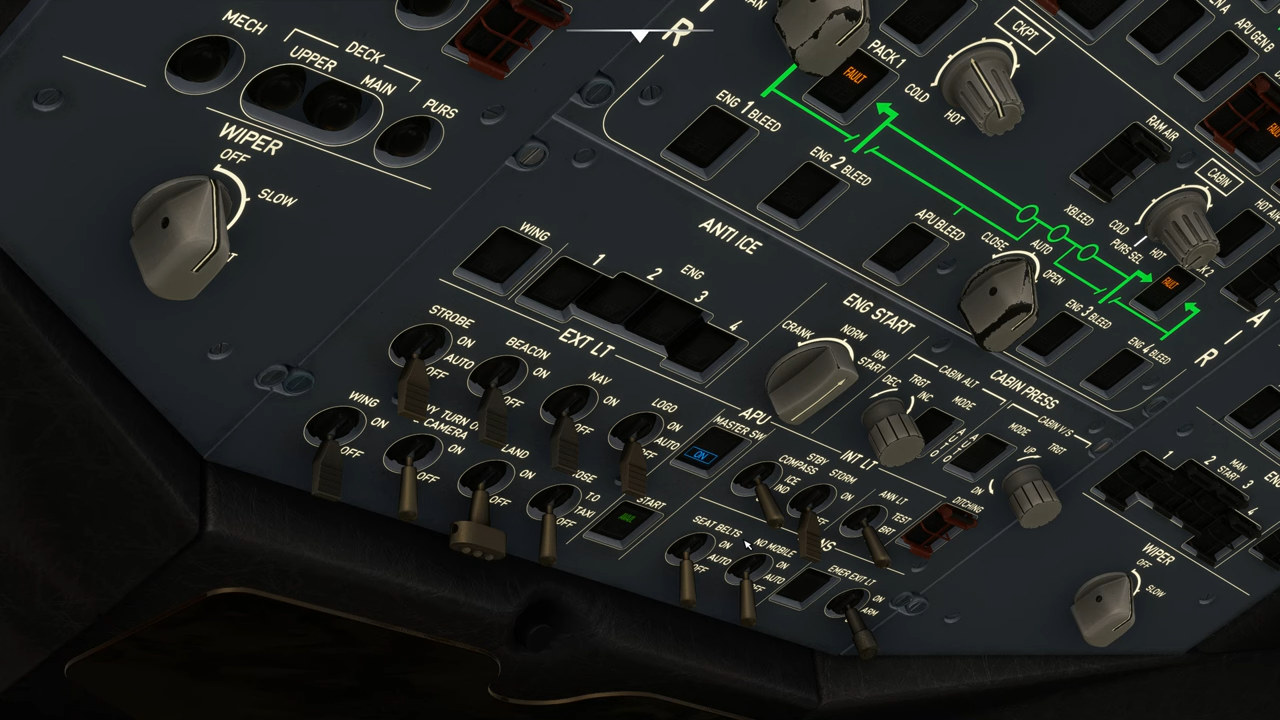 MECH
DECK
UPPER
MAIN
PURS
WIPER
OFF
SLOW
R
PACK 1
FAULT
CKPT
COLD
HOT
APU GEN B
RAM AIR
FAULT
CABIN
COLD
HOT
PURS SEL
HOT AIR
ENG 1 BLEED
ENG 2 BLEED
APU BLEED
XBLEED
CLOSE
AUTO
OPEN
FAULT
ENG 3 BLEED
ENG 4 BLEED
A
I
R
ANTI ICE
WING
1
2
ENG
3
4
ENG START
CRANK
NORM
IGN
START
EXT LT
STROBE
ON
AUTO
OFF
BEACON
ON
OFF
NAV
ON
LOGO
ON
AUTO
WING
ON
OFF
CAMERA
ON
OFF
LAND
ON
OFF
TO
TAXI
OFF
APU
MASTER SW
ON
START
CABIN PRESS
CABIN ALT
DEC
TRGT
INC
MODE
CABIN V/S
MODE
TRGT
UP
ON
DITCHING
INT LT
STBY
COMPASS
ICE
IND
STORM
ON
ANN LT
TEST
BRT
SEAT BELTS
ON
AUTO
OFF
NO MOBILE
ON
AUTO
OFF
EMER EXIT LT
ON
ARM
1
2
MAN
START
3
4
WIPER
OFF
SLOW